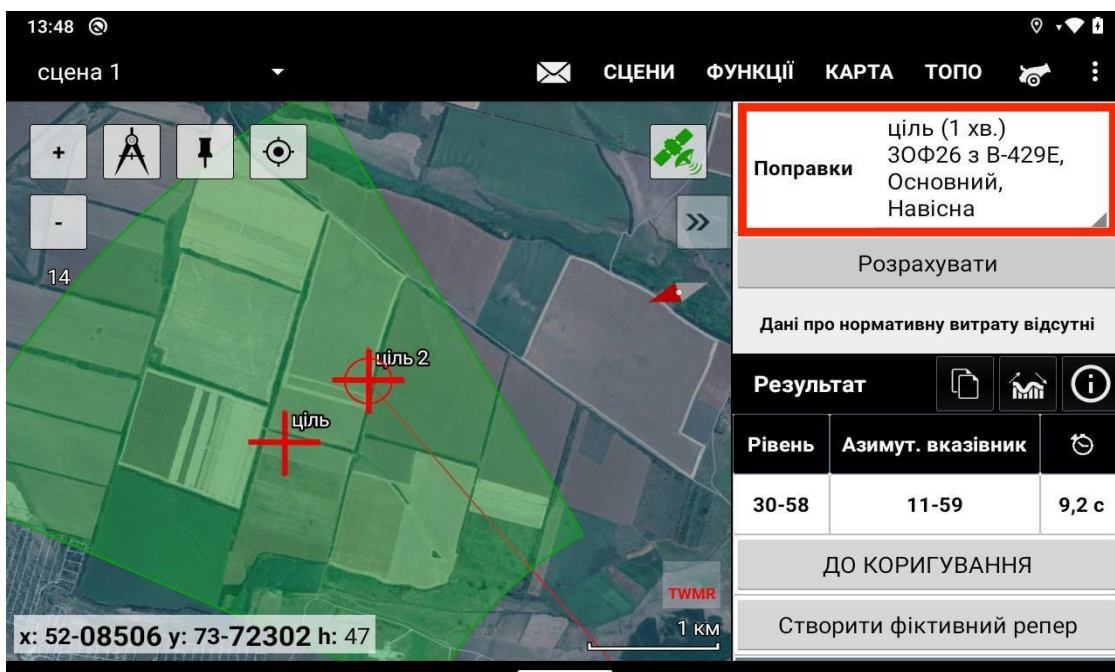 13:48
сцена 1
СЦЕНИ ФУНКЦІЇ КАРТА ТОПО
+
-
14
ціль 2
ціль
TWMR
1 км
x: 52-08506 y: 73-72302 h: 47
Поправки
ціль (1 хв.)
ЗОФ26 з В-429Е,
Основний,
Навісна
Розрахувати
Дані про нормативну витрату відсутні
Результат
Рівень Азимут. вказівник
30-58 11-59 9,2 с
ДО КОРИГУВАННЯ
Створити фіктивний репер